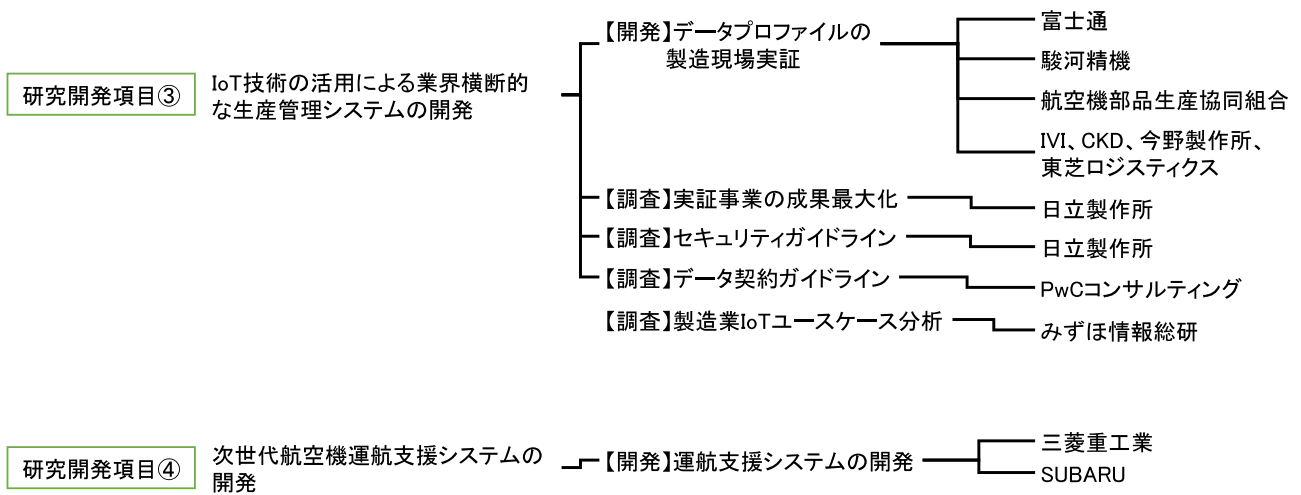 研究開発項目③
IoT技術の活用による業界横断的
な生産管理システムの開発
【開発】データプロファイルの
製造現場実証
富士通
駿河精機
航空機部品生産協同組合
IVI、CKD、今野製作所、
東芝ロジスティクス
【調査】実証事業の成果最大化
日立製作所
【調査】セキュリティガイドライン
日立製作所
【調査】データ契約ガイドライン
PwCコンサルティング
【調査】製造業IoTユースケース分析
みずほ情報総研
研究開発項目④
次世代航空機運航支援システムの
開発
【開発】運航支援システムの開発
三菱重工業
SUBARU